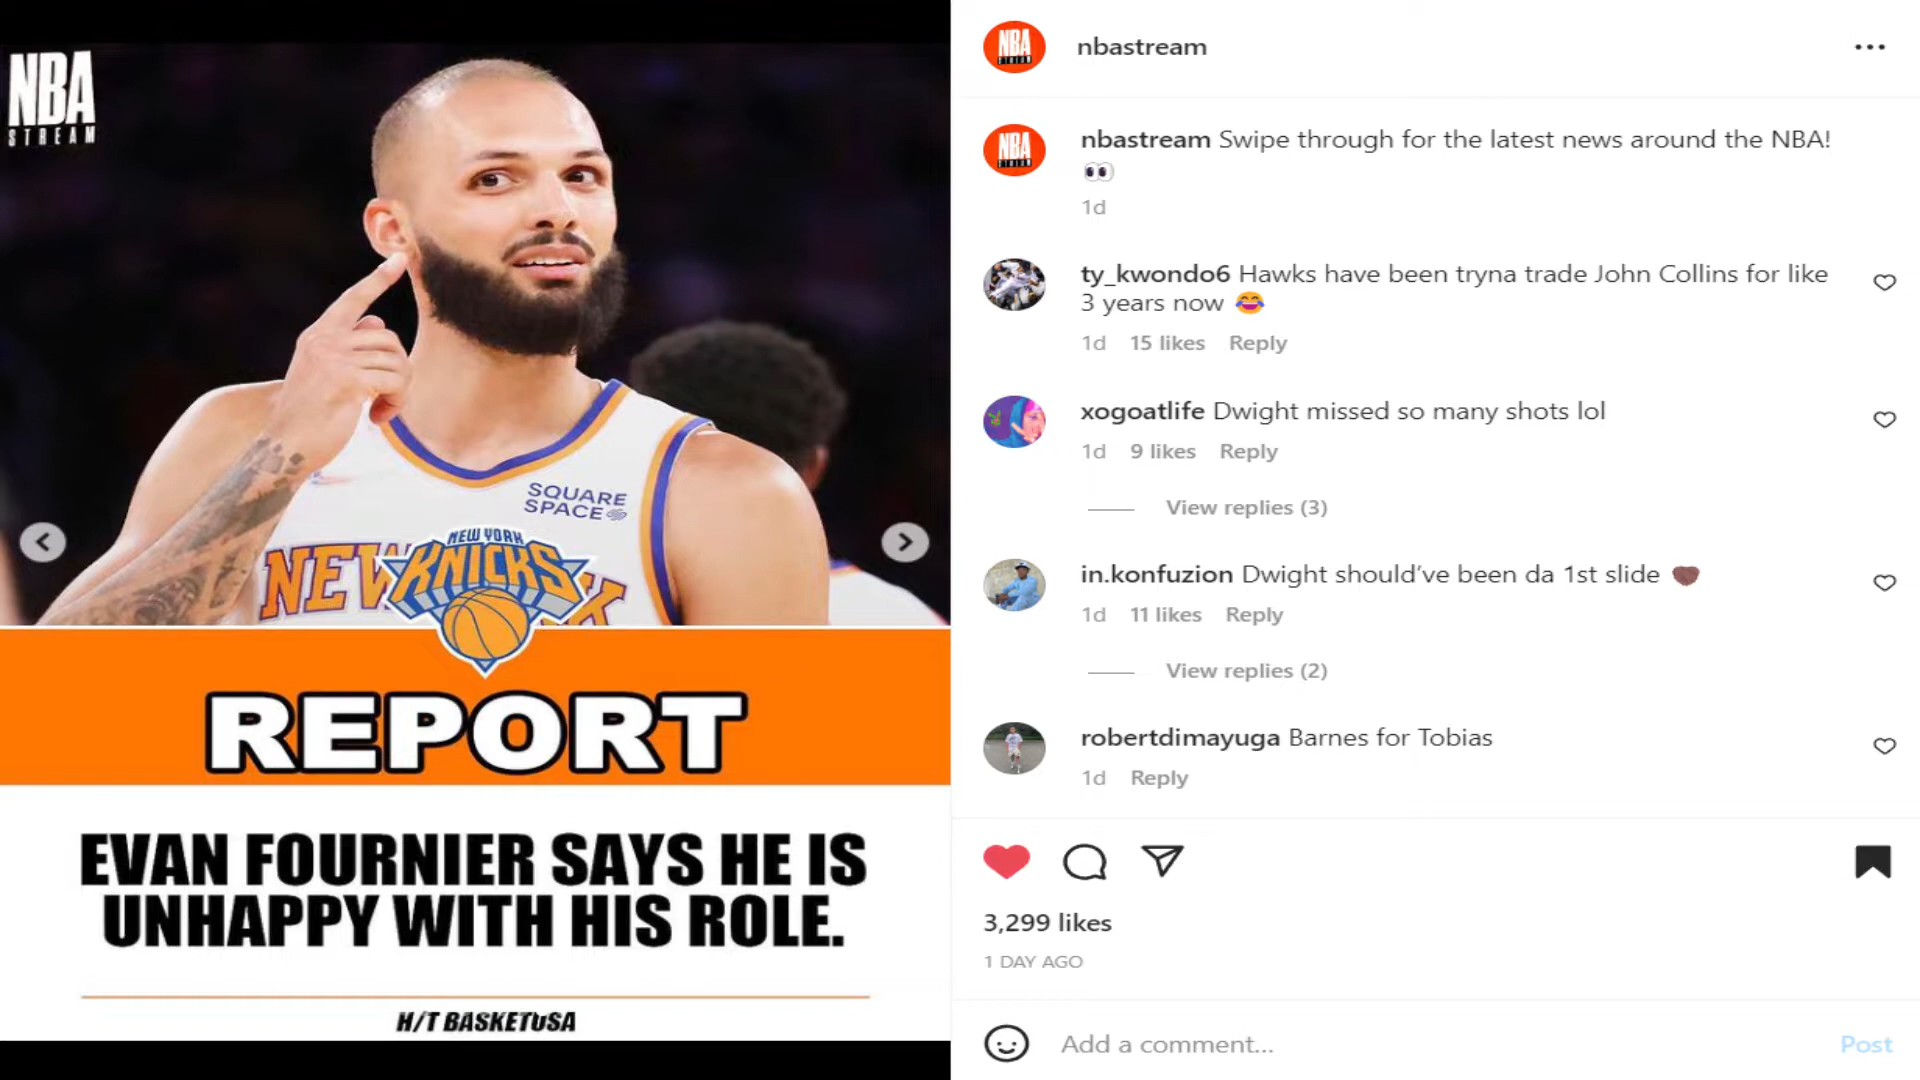 NBA
STREAM
SQUARE
SPACE
NEW YORK
KNICKS
REPORT
EVAN FOURNIER SAYS HE IS
UNHAPPY WITH HIS ROLE.
H/T BASKETUSA
nbastream
nbastream Swipe through for the latest news around the NBA!
👀
1d
ty_kwondo6 Hawks have been tryna trade John Collins for like
3 years now 😂
1d 15 likes Reply
xogoatlife Dwight missed so many shots lol
1d 9 likes Reply
View replies (3)
in.konfuzion Dwight should've been da 1st slide
1d 11 likes Reply
View replies (2)
robertdimayuga Barnes for Tobias
1d Reply
3,299 likes
1 DAY AGO
Add a comment...
Post